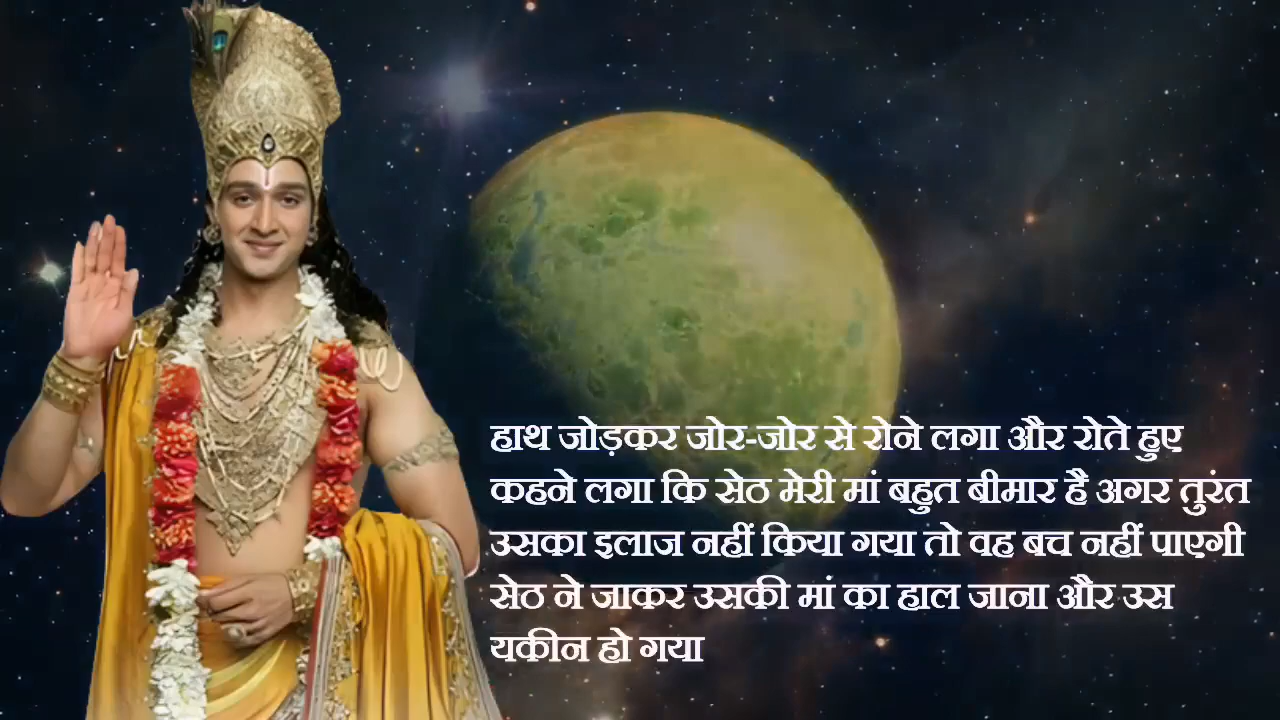 हाथ जोड़कर जोर-जोर से रोने लगा और रोते हुए
कहने लगा कि सेठ मेरी मां बहुत बीमार है अगर तुरंत
उसका इलाज नहीं किया गया तो वह बच नहीं पाएगी
सेठ ने जाकर उसकी मां का हाल जाना और उस
यकीन हो गया